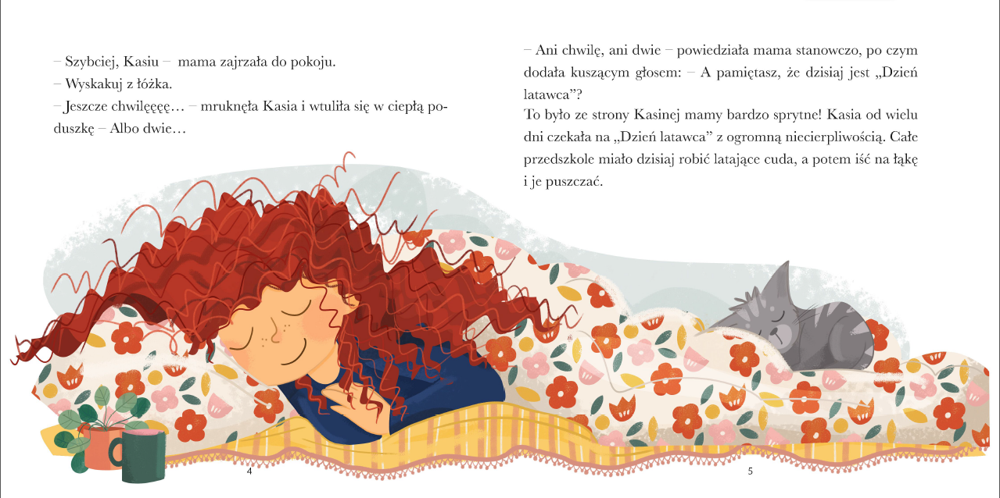 – Szybciej, Kasiu – mama zajrzała do pokoju.
– Wyskakuj z łóżka.
– Jeszcze chwilęęęę… – mruknęła Kasia i wtuliła się w ciepłą po-
duszkę – Albo dwie…
– Ani chwilę, ani dwie – powiedziała mama stanowczo, po czym
dodała kuszącym głosem: – A pamiętasz, że dzisiaj jest „Dzień
latawca”?
To było ze strony Kasinej mamy bardzo sprytne! Kasia od wielu
dni czekała na „Dzień latawca” z ogromną niecierpliwością. Całe
przedszkole miało dzisiaj robić latające cuda, a potem iść na łąkę
i je puszczać.
4
5